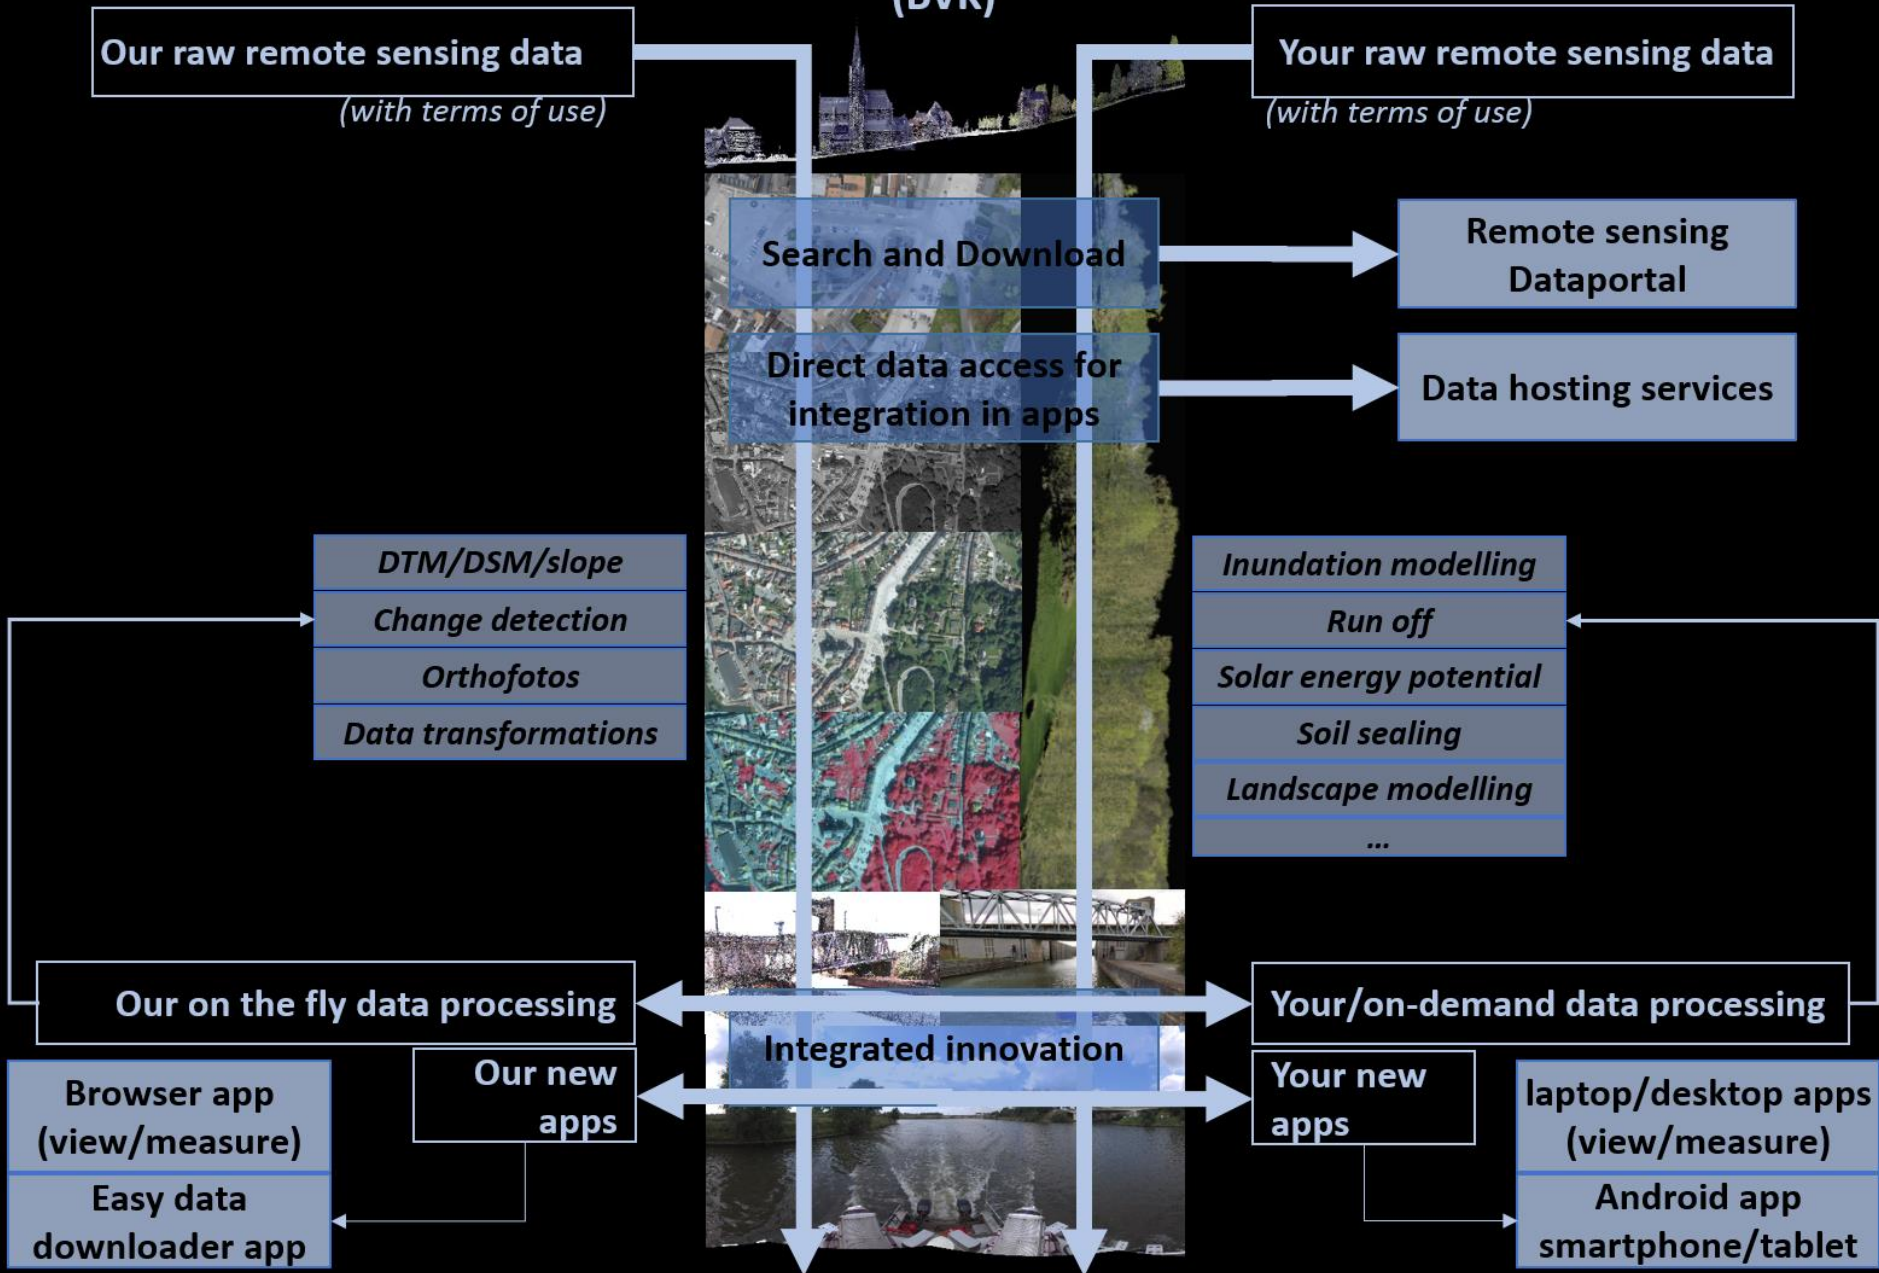 (BVR)
Our raw remote sensing data
(with terms of use)
Your raw remote sensing data
(with terms of use)
Search and Download
Remote sensing
Dataportal
Direct data access for
integration in apps
Data hosting services
DTM/DSM/slope
Change detection
Orthofotos
Data transformations
Inundation modelling
Run off
Solar energy potential
Soil sealing
Landscape modelling
...
Our on the fly data processing
Your/on-demand data processing
Integrated innovation
Our new
apps
Your new
apps
Browser app
(view/measure)
Easy data
downloader app
laptop/desktop apps
(view/measure)
Android app
smartphone/tablet